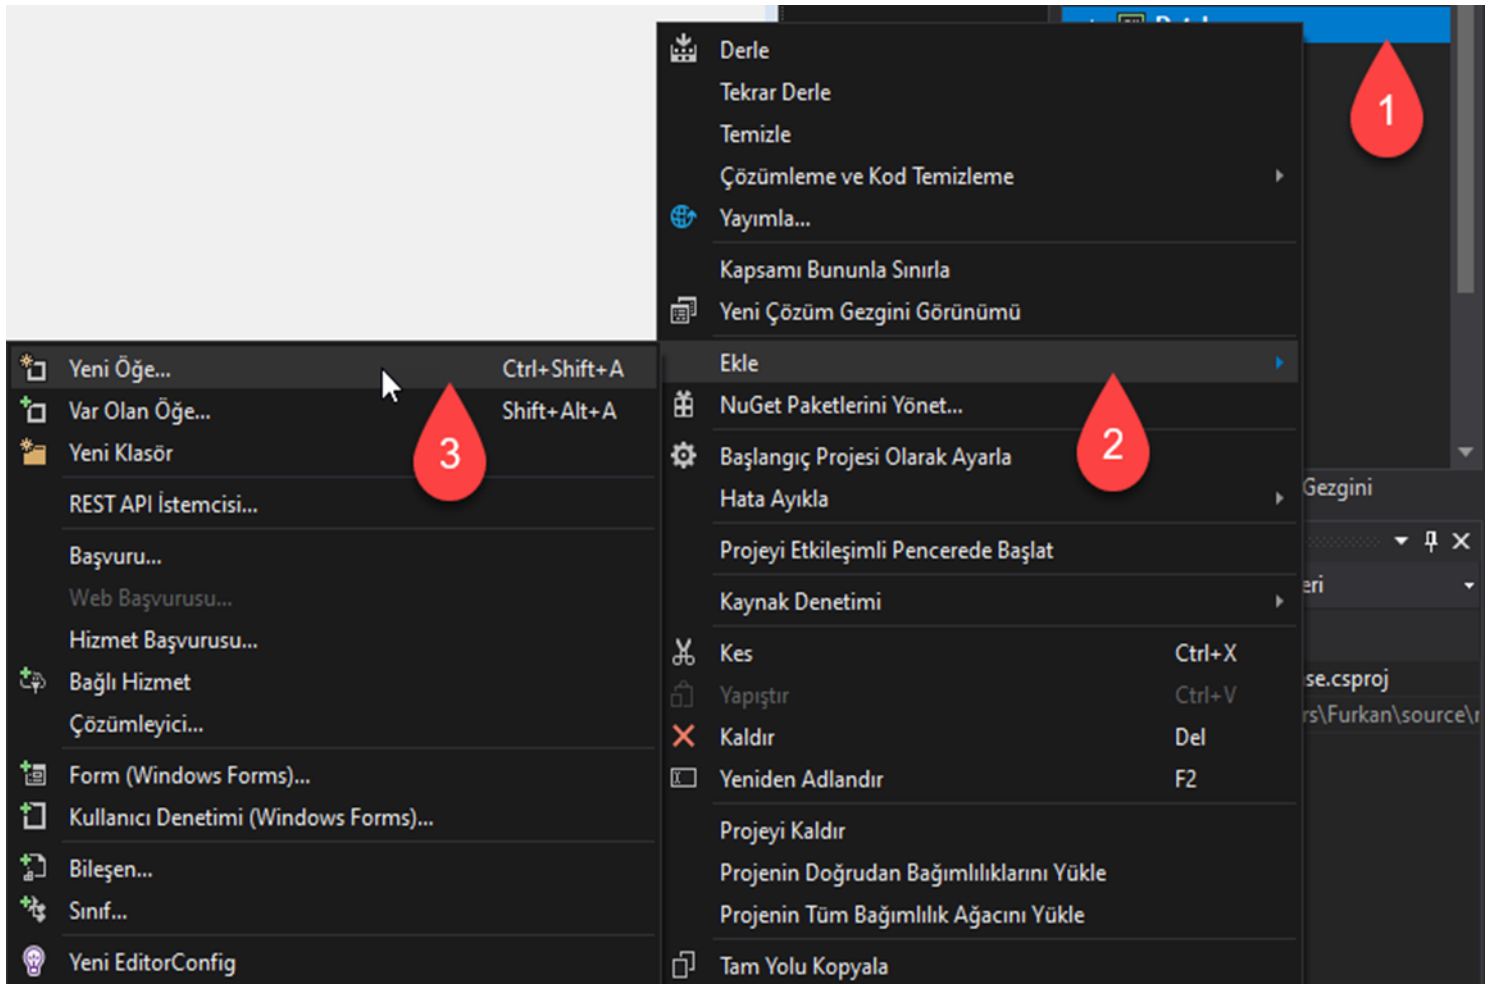 1
Derle
Tekrar Derle
Temizle
Çözümleme ve Kod Temizleme
Yayımla...
Kapsamı Bununla Sınırla
Yeni Çözüm Gezgini Görünümü
Ekle
NuGet Paketlerini Yönet...
2
Başlangıç Projesi Olarak Ayarla
Hata Ayıkla
Projeyi Etkileşimli Pencerede Başlat
Kaynak Denetimi
Kes Ctrl+X
Yapıştır Ctrl+V
Kaldır Del
Yeniden Adlandır F2
Projeyi Kaldır
Projenin Doğrudan Bağımlılıklarını Yükle
Projenin Tüm Bağımlılık Ağacını Yükle
Tam Yolu Kopyala
Yeni Öğe... Ctrl+Shift+A
Var Olan Öğe... Shift+Alt+A
3
Yeni Klasör
REST API İstemcisi...
Başvuru...
Web Başvurusu...
Hizmet Başvurusu...
Bağlı Hizmet
Çözümleyici...
Form (Windows Forms)...
Kullanıcı Denetimi (Windows Forms)...
Bileşen...
Sınıf...
Yeni EditorConfig
Gezgini
eri
se.csproj
rs\Furkan\source\r